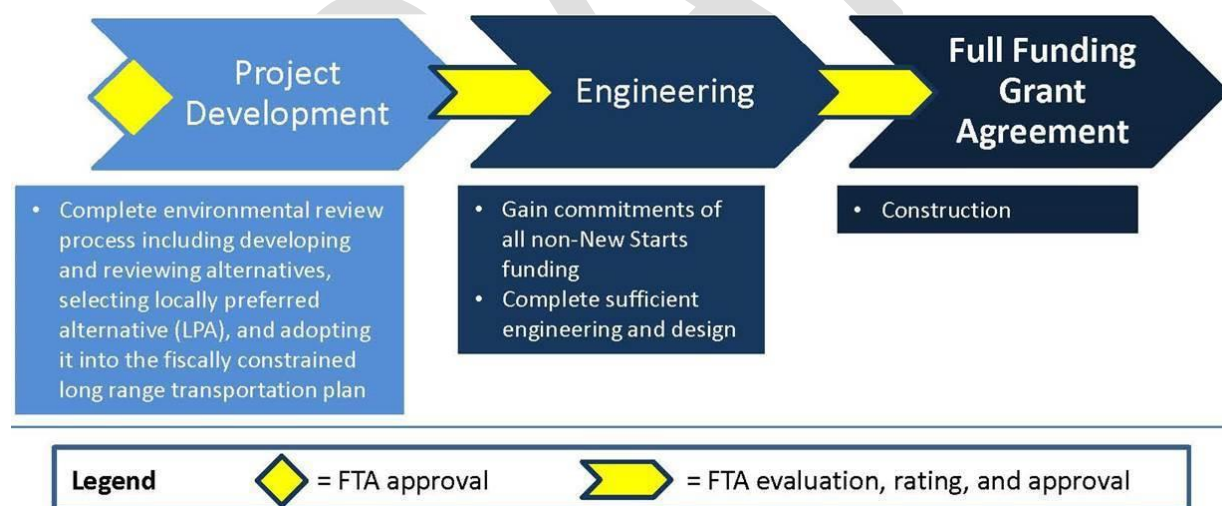 Project
Development
Engineering
Full Funding
Grant
Agreement
• Complete environmental review
process including developing
and reviewing alternatives,
selecting locally preferred
alternative (LPA), and adopting
it into the fiscally constrained
long range transportation plan
• Gain commitments of
all non-New Starts
funding
• Complete sufficient
engineering and design
• Construction
Legend
= FTA approval
= FTA evaluation, rating, and approval